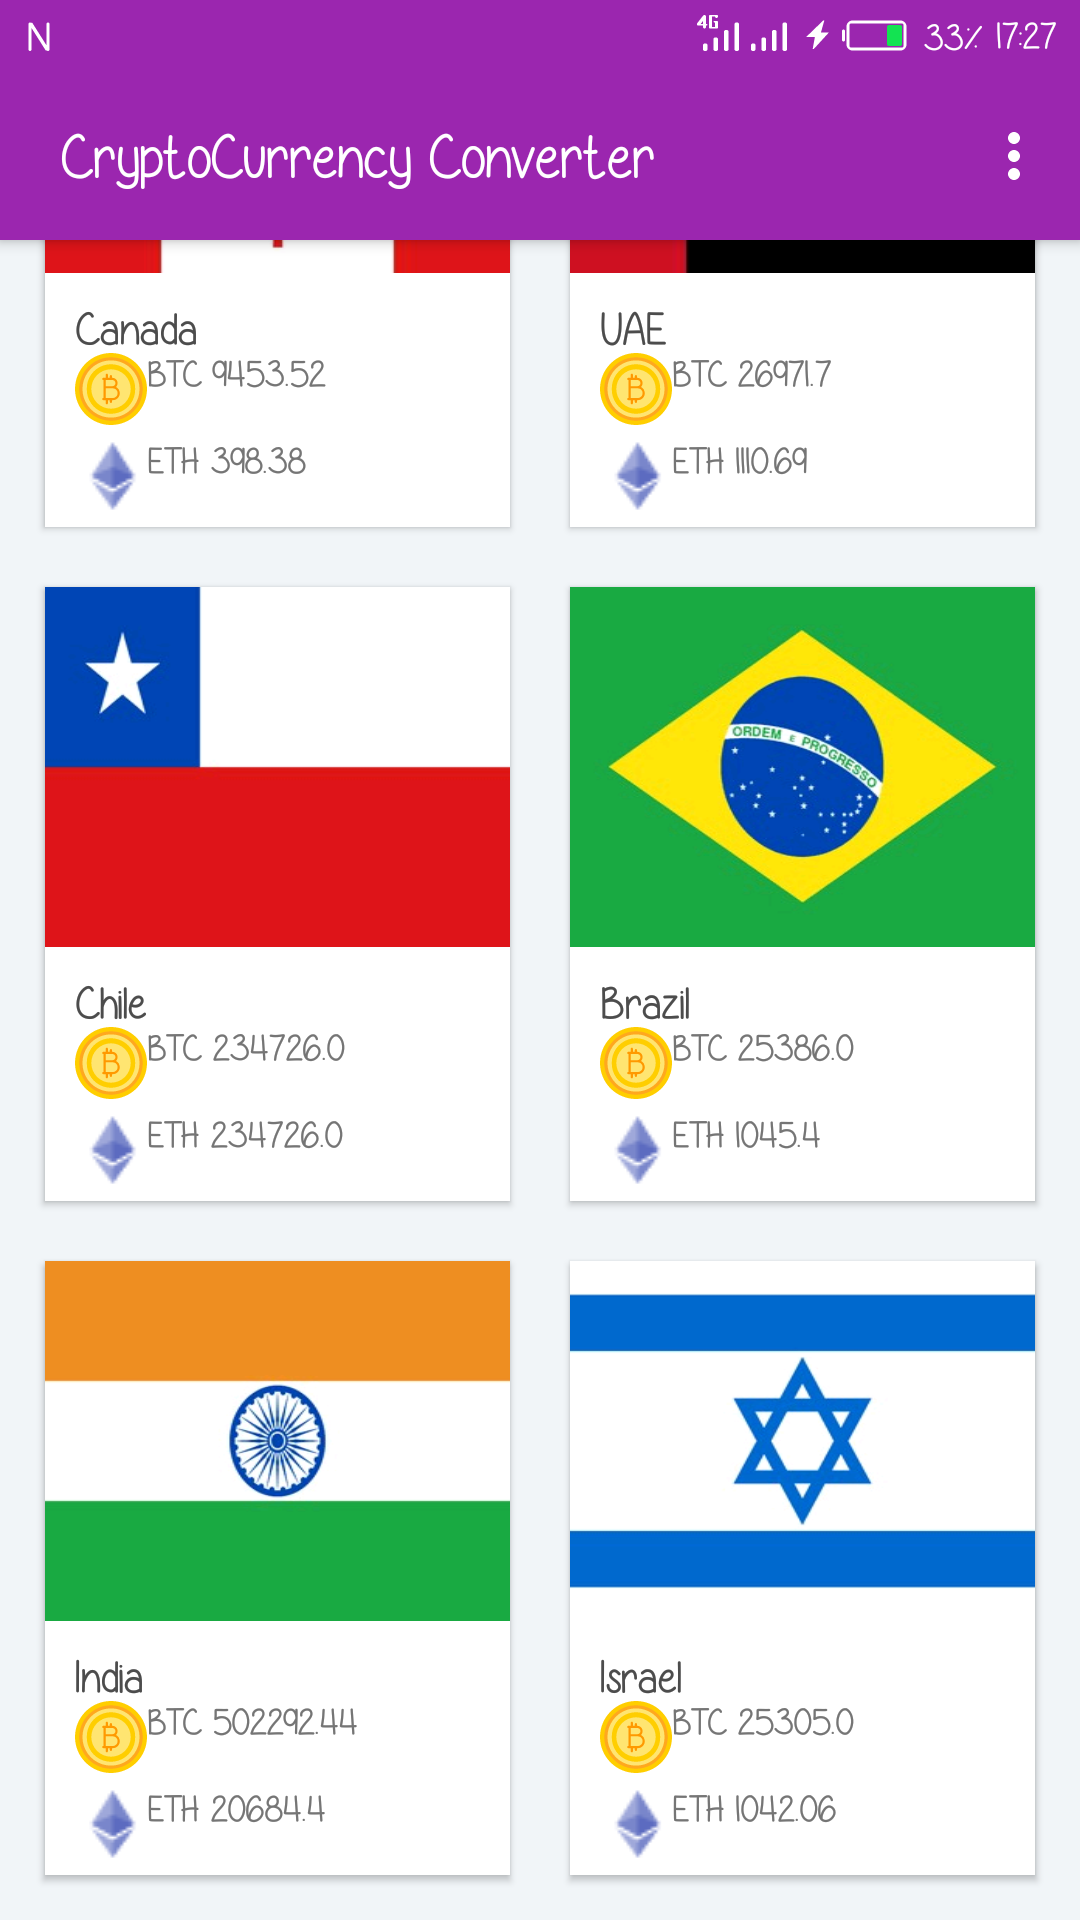 N 4G 33% 17:27
CryptoCurrency Converter
Canada
BTC 9453.52
ETH 398.38
UAE
BTC 26971.7
ETH 1110.69
ORDEM E PROGRESSO
Chile
BTC 234726.0
ETH 234726.0
Brazil
BTC 25386.0
ETH 1045.4
India
BTC 502292.44
ETH 20684.4
Israel
BTC 25305.0
ETH 1042.06